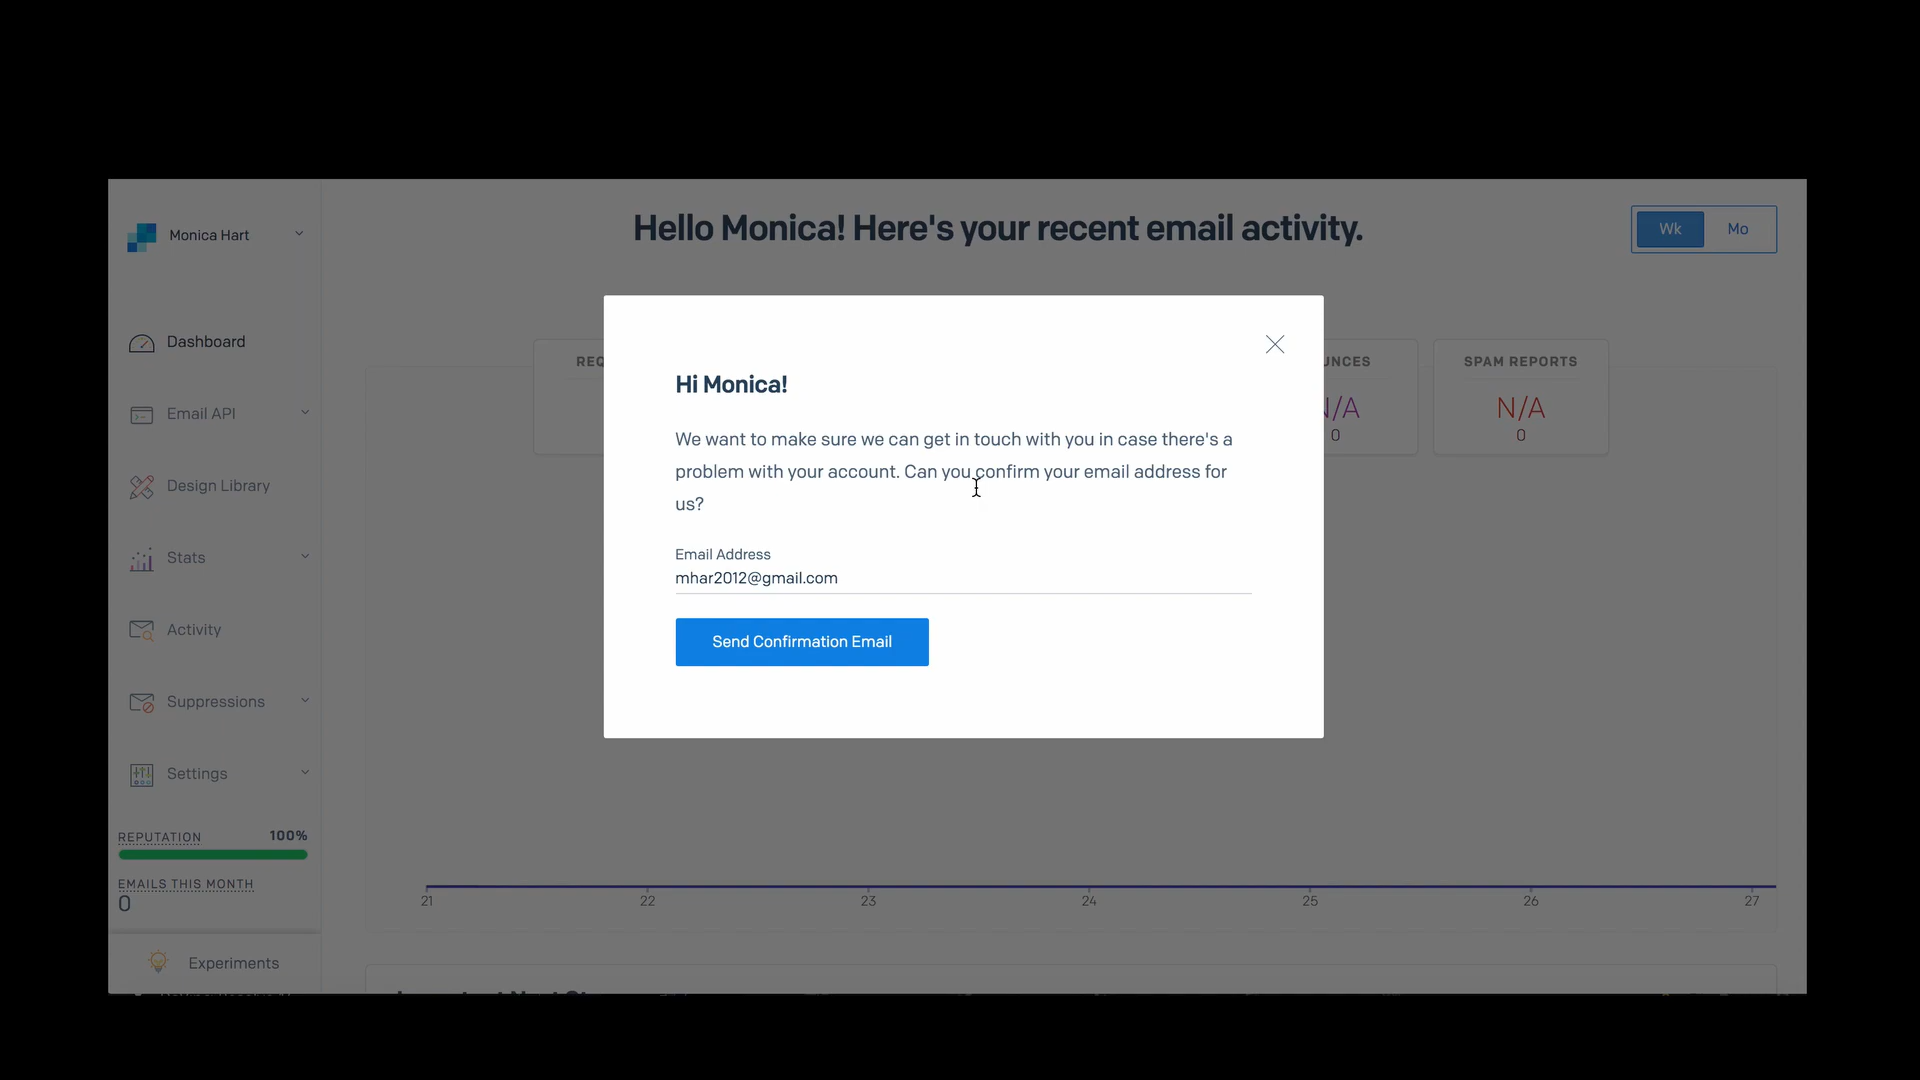 Monica Hart
Hello Monica! Here's your recent email activity.
Wk
Mo
Dashboard
Email API
Design Library
Stats
Activity
Suppressions
Settings
REPUTATION 100%
EMAILS THIS MONTH
0
Experiments
SPAM REPORTS
N/A
0
N/A
0
Hi Monica!
We want to make sure we can get in touch with you in case there's a
problem with your account. Can you confirm your email address for
us?
Email Address
mhar2012@gmail.com
Send Confirmation Email
21 22 23 24 25 26 27